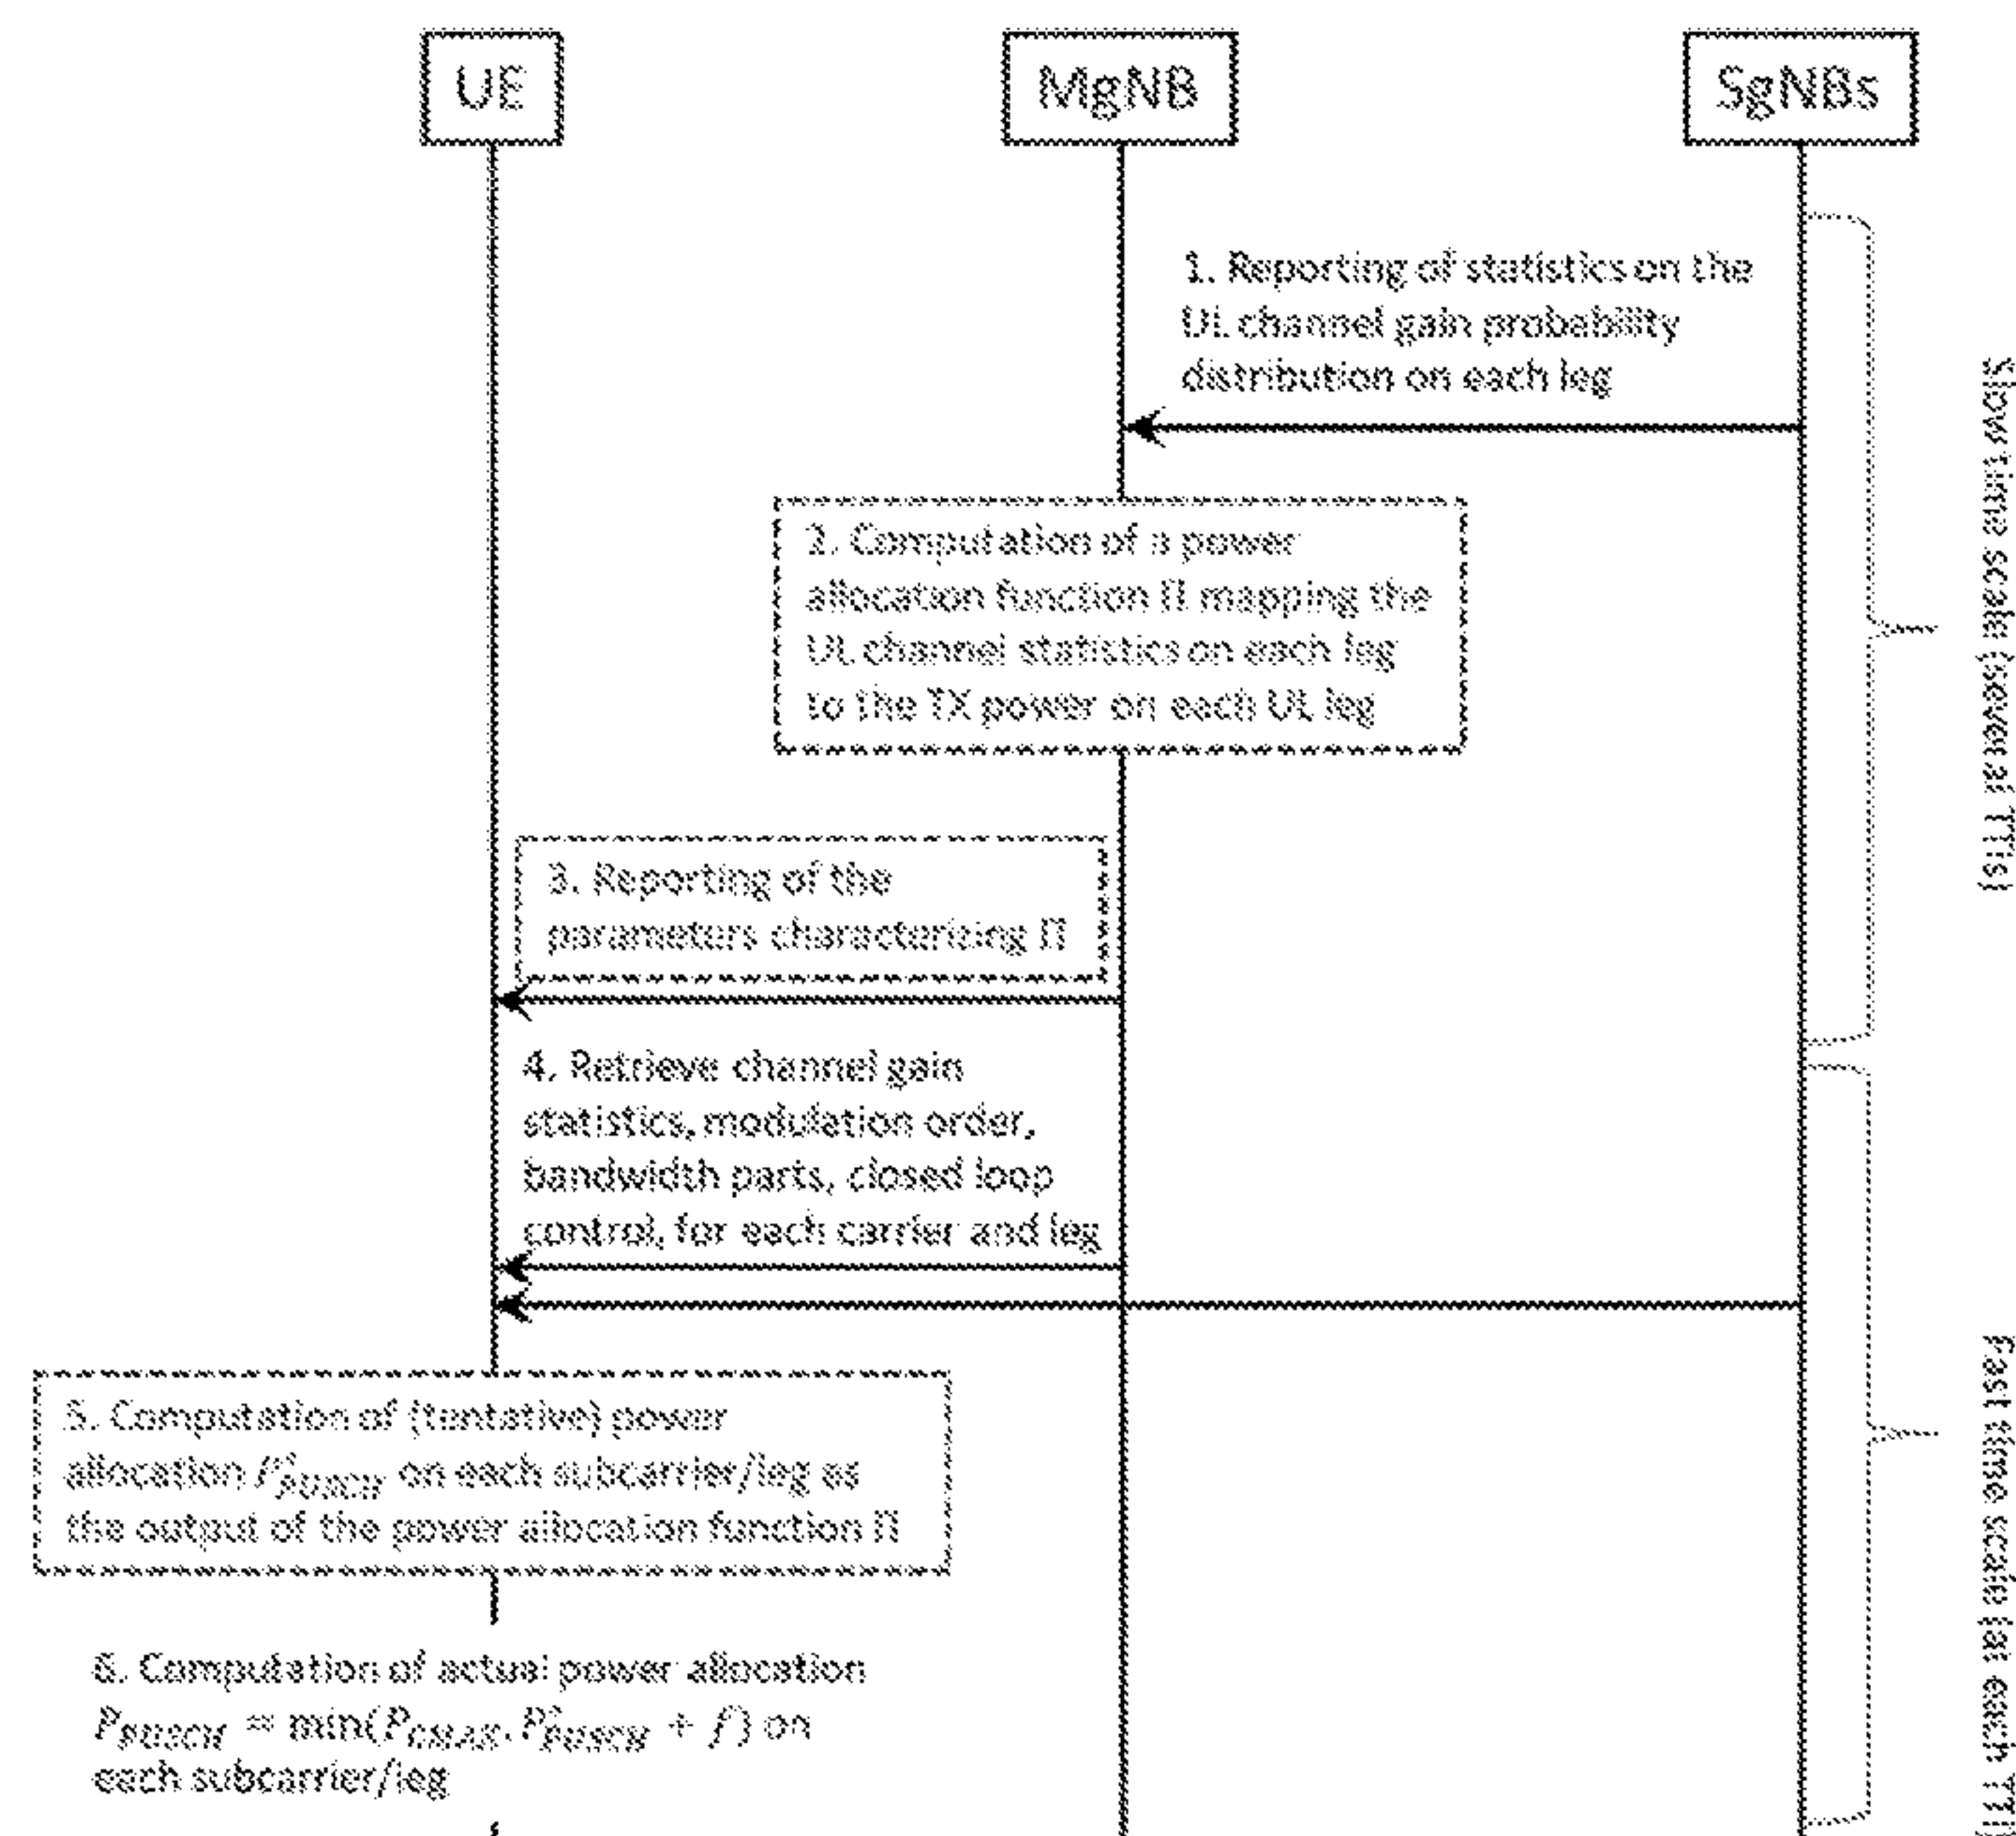 UE
MgNB
SgNBs
1. Reporting of statistics on the
UL channel gain probability
distribution on each leg
2. Computation of a power
allocation function Π mapping the
UL channel statistics on each leg
to the TX power on each UL leg
3. Reporting of the
parameters characterizing Π
4. Retrieve channel gain
statistics, modulation order,
bandwidth parts, closed loop
control, for each carrier and leg
5. Computation of (tentative) power
allocation P^*_PUSCH on each subcarrier/leg as
the output of the power allocation function Π
6. Computation of actual power allocation
P_PUSCH = min(P_CMAX, P^*_PUSCH + f) on
each subcarrier/leg
Slow time scale (several TTIs)
Fast time scale (at each TTI)